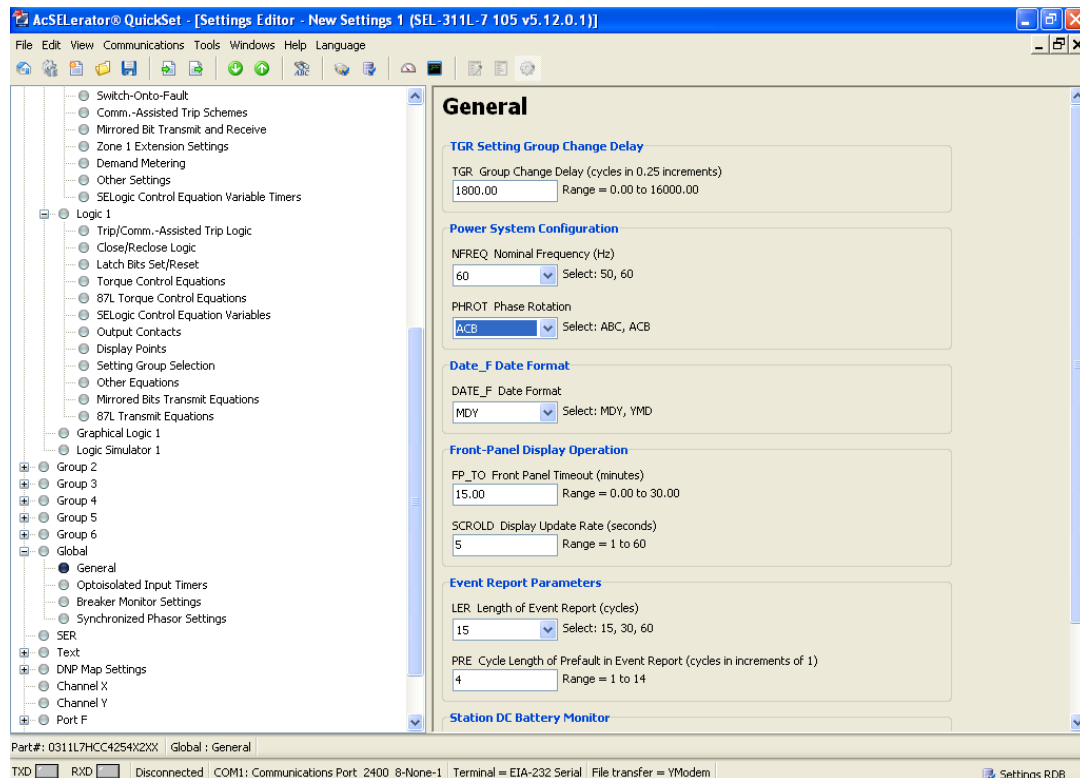 AcSELerator® QuickSet - [Settings Editor - New Settings 1 (SEL-311L-7 105 v5.12.0.1)]
File Edit View Communications Tools Windows Help Language
Switch-Onto-Fault
Comm.-Assisted Trip Schemes
Mirrored Bit Transmit and Receive
Zone 1 Extension Settings
Demand Metering
Other Settings
SELogic Control Equation Variable Timers
Logic 1
Trip/Comm.-Assisted Trip Logic
Close/Reclose Logic
Latch Bits Set/Reset
Torque Control Equations
87L Torque Control Equations
SELogic Control Equation Variables
Output Contacts
Display Points
Setting Group Selection
Other Equations
Mirrored Bits Transmit Equations
87L Transmit Equations
Graphical Logic 1
Logic Simulator 1
Group 2
Group 3
Group 4
Group 5
Group 6
Global
General
Optoisolated Input Timers
Breaker Monitor Settings
Synchronized Phasor Settings
SER
Text
DNP Map Settings
Channel X
Channel Y
Port F
General
TGR Setting Group Change Delay
TGR Group Change Delay (cycles in 0.25 increments)
1800.00 Range = 0.00 to 16000.00
Power System Configuration
NFREQ Nominal Frequency (Hz)
60 Select: 50, 60
PHROT Phase Rotation
ACB Select: ABC, ACB
Date_F Date Format
DATE_F Date Format
MDY Select: MDY, YMD
Front-Panel Display Operation
FP_TO Front Panel Timeout (minutes)
15.00 Range = 0.00 to 30.00
SCROLD Display Update Rate (seconds)
5 Range = 1 to 60
Event Report Parameters
LER Length of Event Report (cycles)
15 Select: 15, 30, 60
PRE Cycle Length of Prefault in Event Report (cycles in increments of 1)
4 Range = 1 to 14
Station DC Battery Monitor
Part#: 0311L7HCC4254X2XX Global : General
TXD RXD Disconnected COM1: Communications Port 2400 8-None-1 Terminal = EIA-232 Serial File transfer = YModem Settings RDB